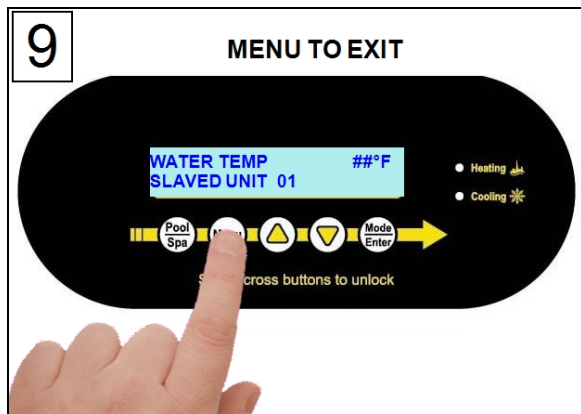 9
MENU TO EXIT
WATER TEMP ##°F
SLAVED UNIT 01
Heating
Cooling
Pool
Spa
Mode
Enter
cross buttons to unlock